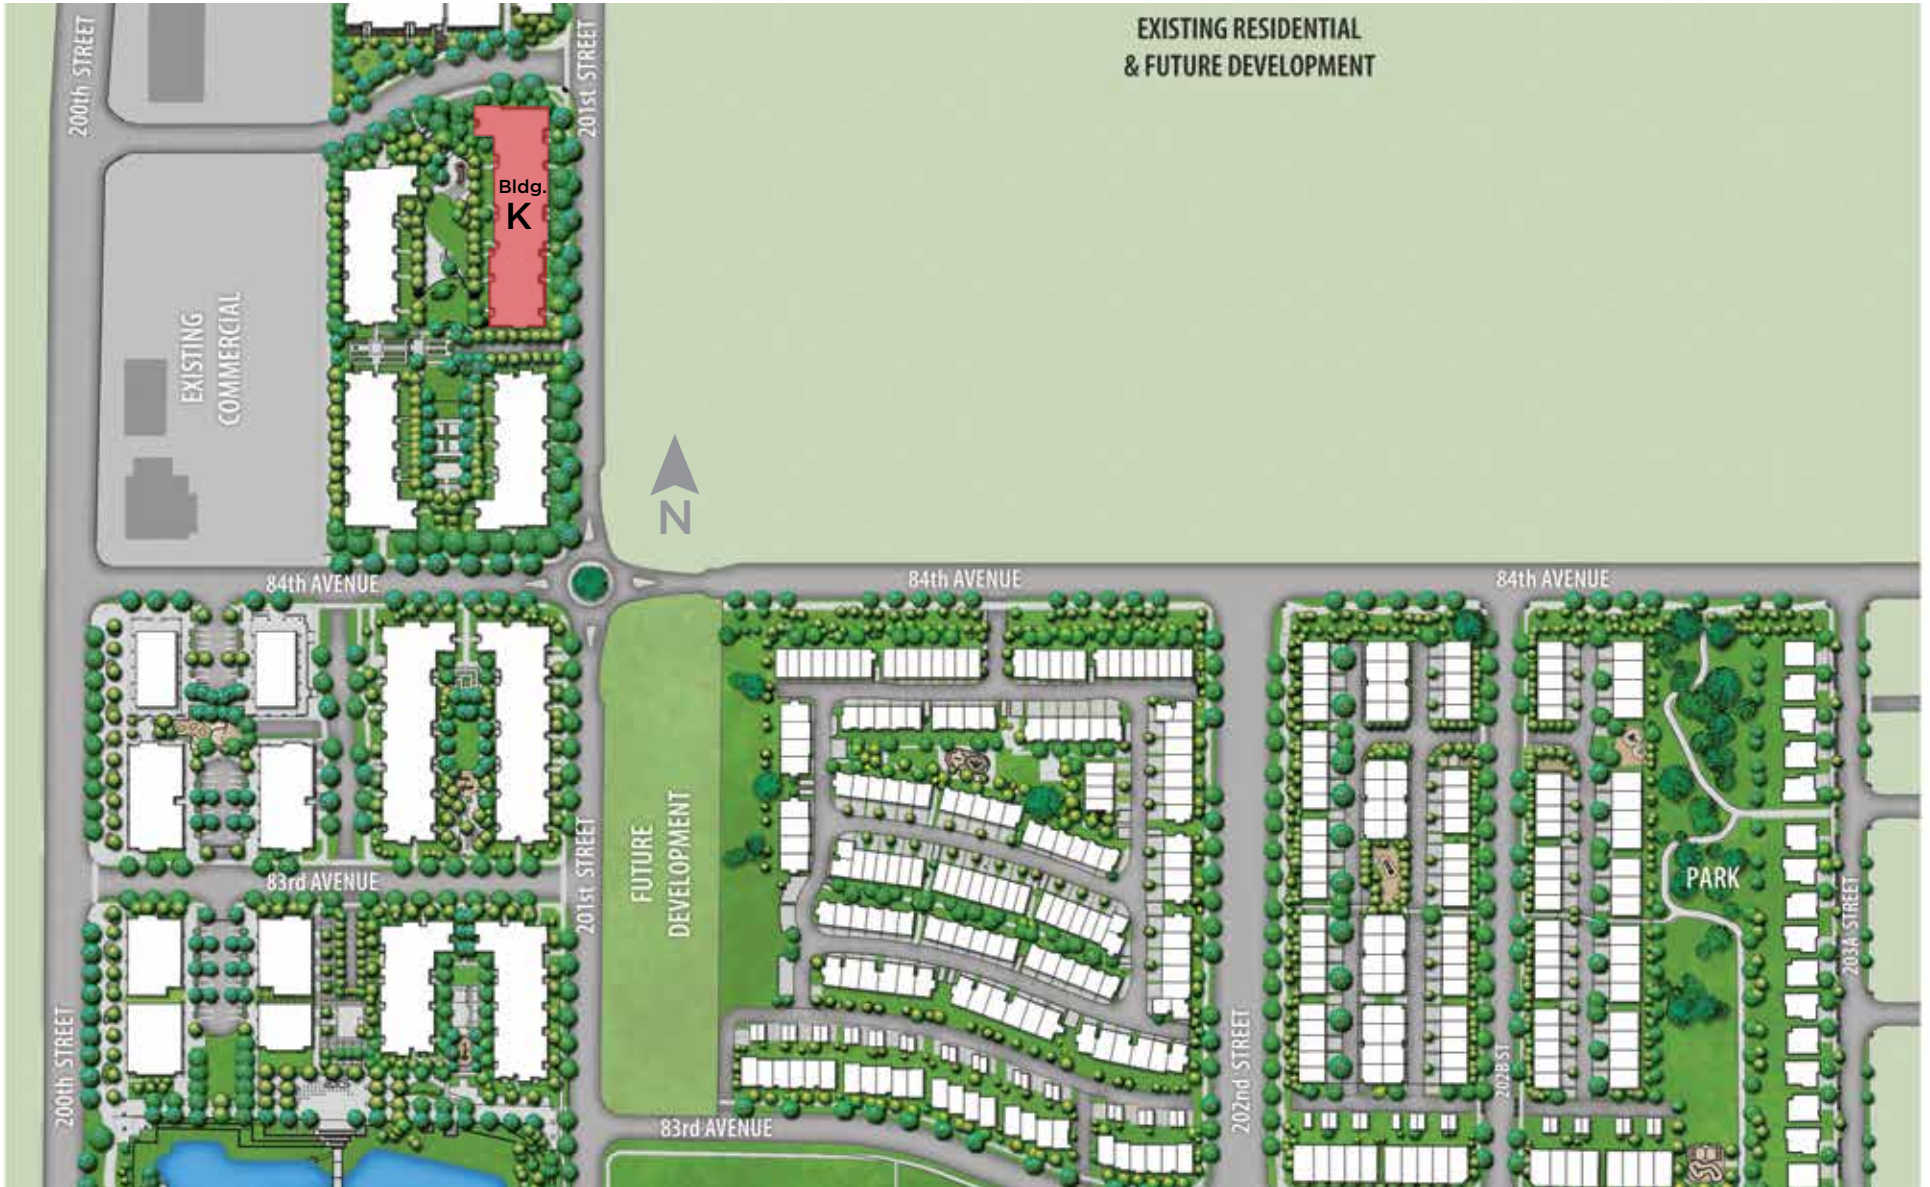 EXISTING RESIDENTIAL
& FUTURE DEVELOPMENT
200th STREET
201st STREET
Bldg.
K
EXISTING
COMMERCIAL
N
84th AVENUE
84th AVENUE
84th AVENUE
201st STREET
FUTURE
DEVELOPMENT
83rd AVENUE
PARK
203A STREET
200th STREET
202nd STREET
202B ST
83rd AVENUE